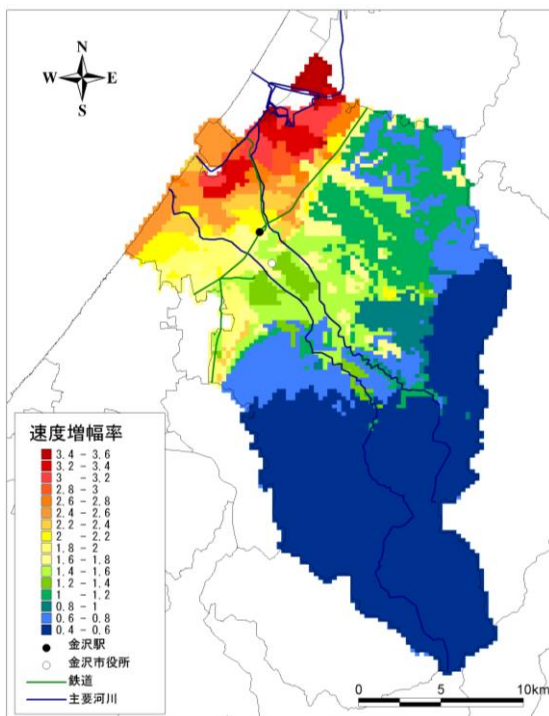 N
W E
S
速度増幅率
3.4 - 3.6
3.2 - 3.4
3 - 3.2
2.8 - 3
2.6 - 2.8
2.4 - 2.6
2.2 - 2.4
2 - 2.2
1.8 - 2
1.6 - 1.8
1.4 - 1.6
1.2 - 1.4
1 - 1.2
0.8 - 1
0.6 - 0.8
0.4 - 0.6
金沢駅
金沢市役所
鉄道
主要河川
0 5 10km